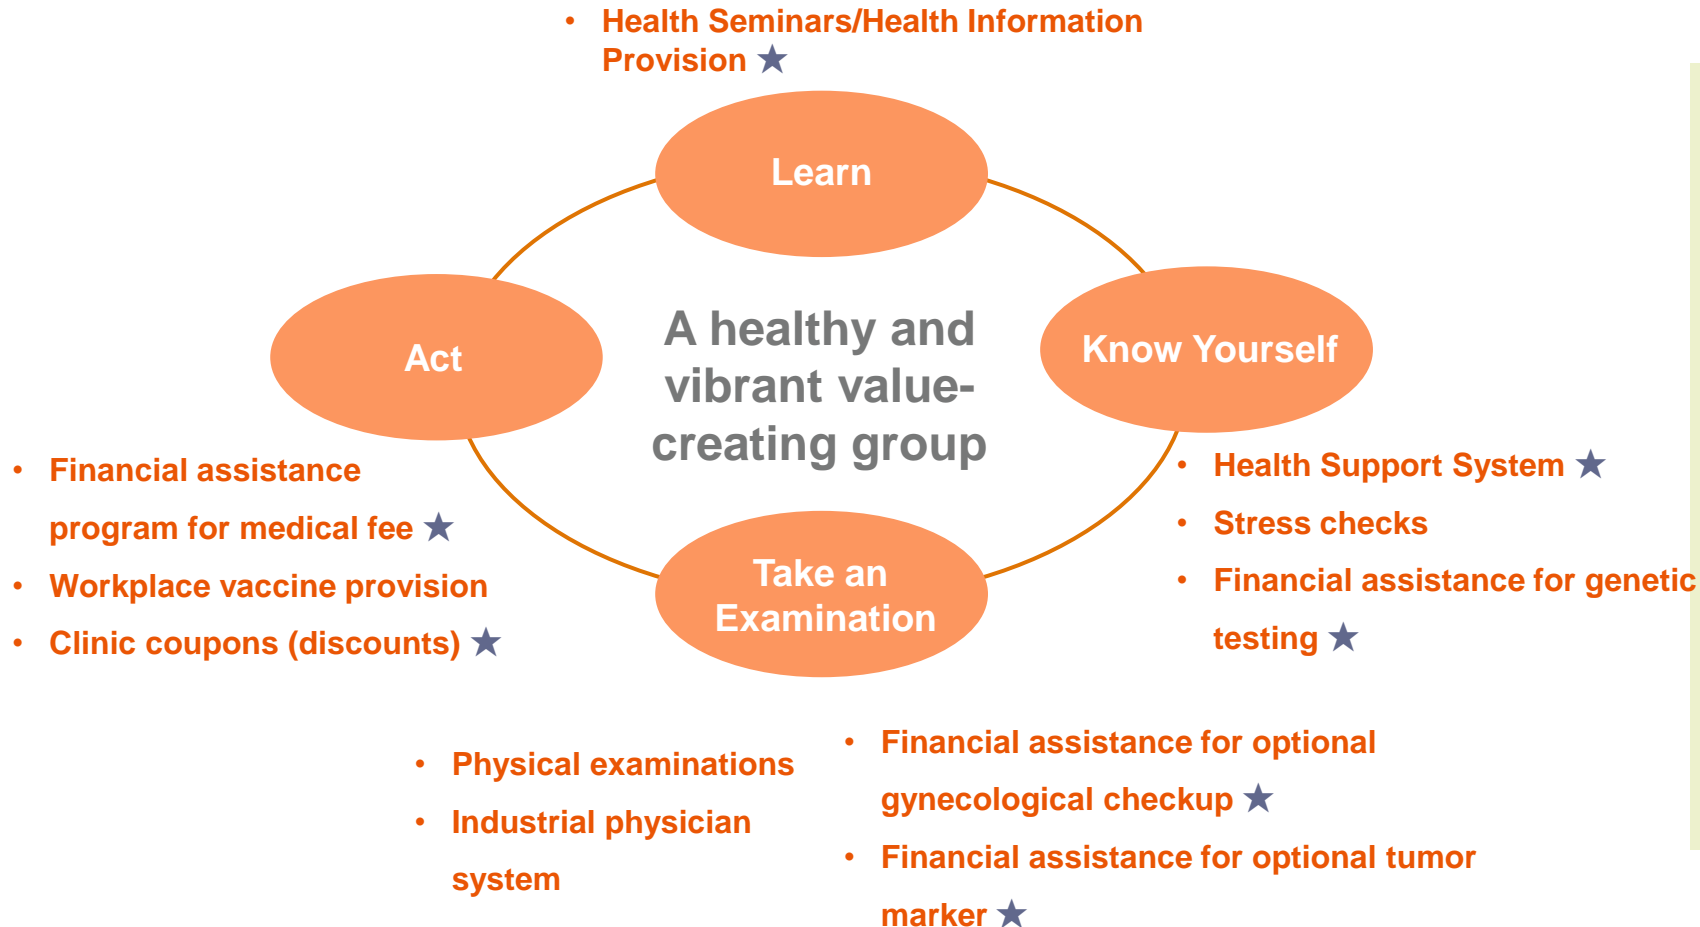 • Health Seminars/Health Information
Provision ★
Learn
Know Yourself
Act
A healthy and
vibrant value-
creating group
Take an
Examination
• Health Support System ★
• Stress checks
• Financial assistance for genetic
testing ★
• Financial assistance
program for medical fee ★
• Workplace vaccine provision
• Clinic coupons (discounts) ★
• Physical examinations
• Industrial physician
system
• Financial assistance for optional
gynecological checkup ★
• Financial assistance for optional tumor
marker ★